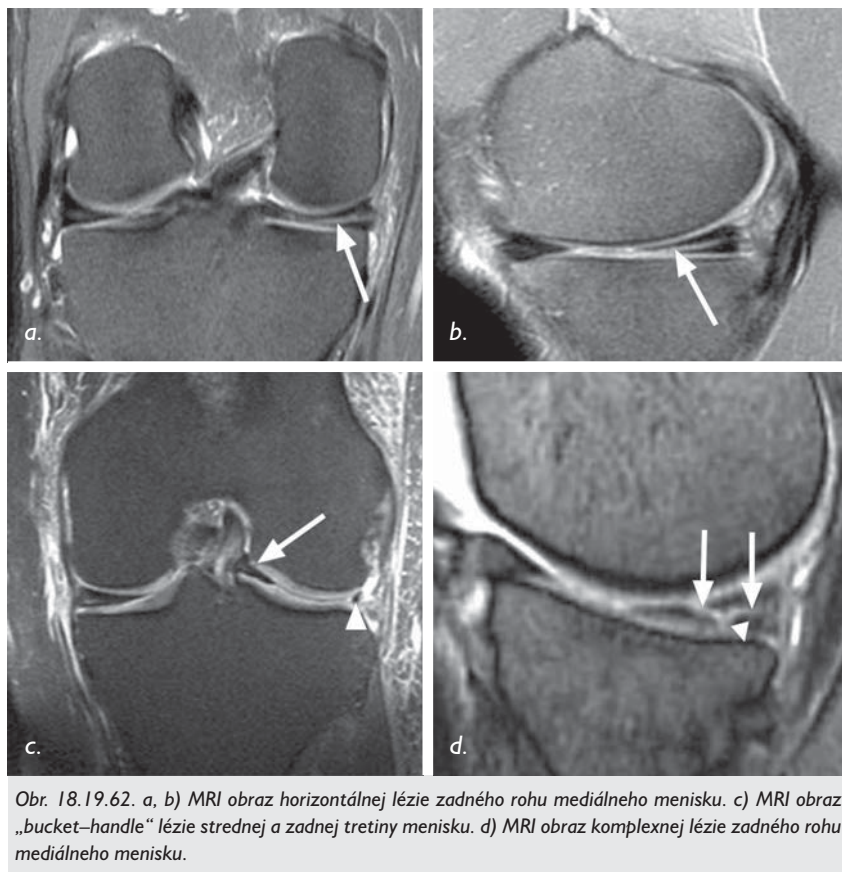 a.
b.
c.
d.
Obr. 18.19.62. a, b) MRI obraz horizontálnej lézie zadného rohu mediálneho menisku. c) MRI obraz
„bucket–handle“ lézie strednej a zadnej tretiny menisku. d) MRI obraz komplexnej lézie zadného rohu
mediálneho menisku.